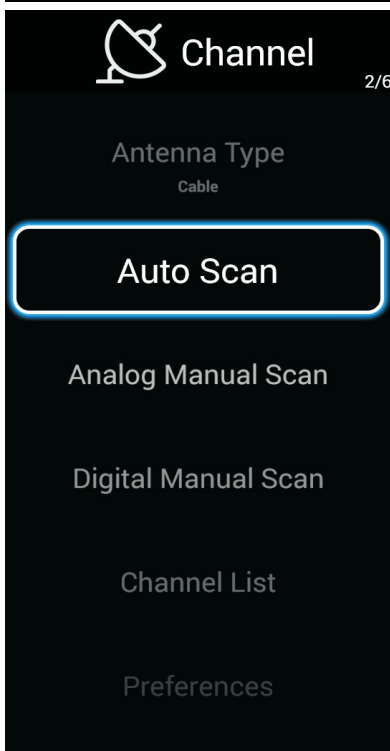 Channel
2/6
Antenna Type
Cable
Auto Scan
Analog Manual Scan
Digital Manual Scan
Channel List
Preferences